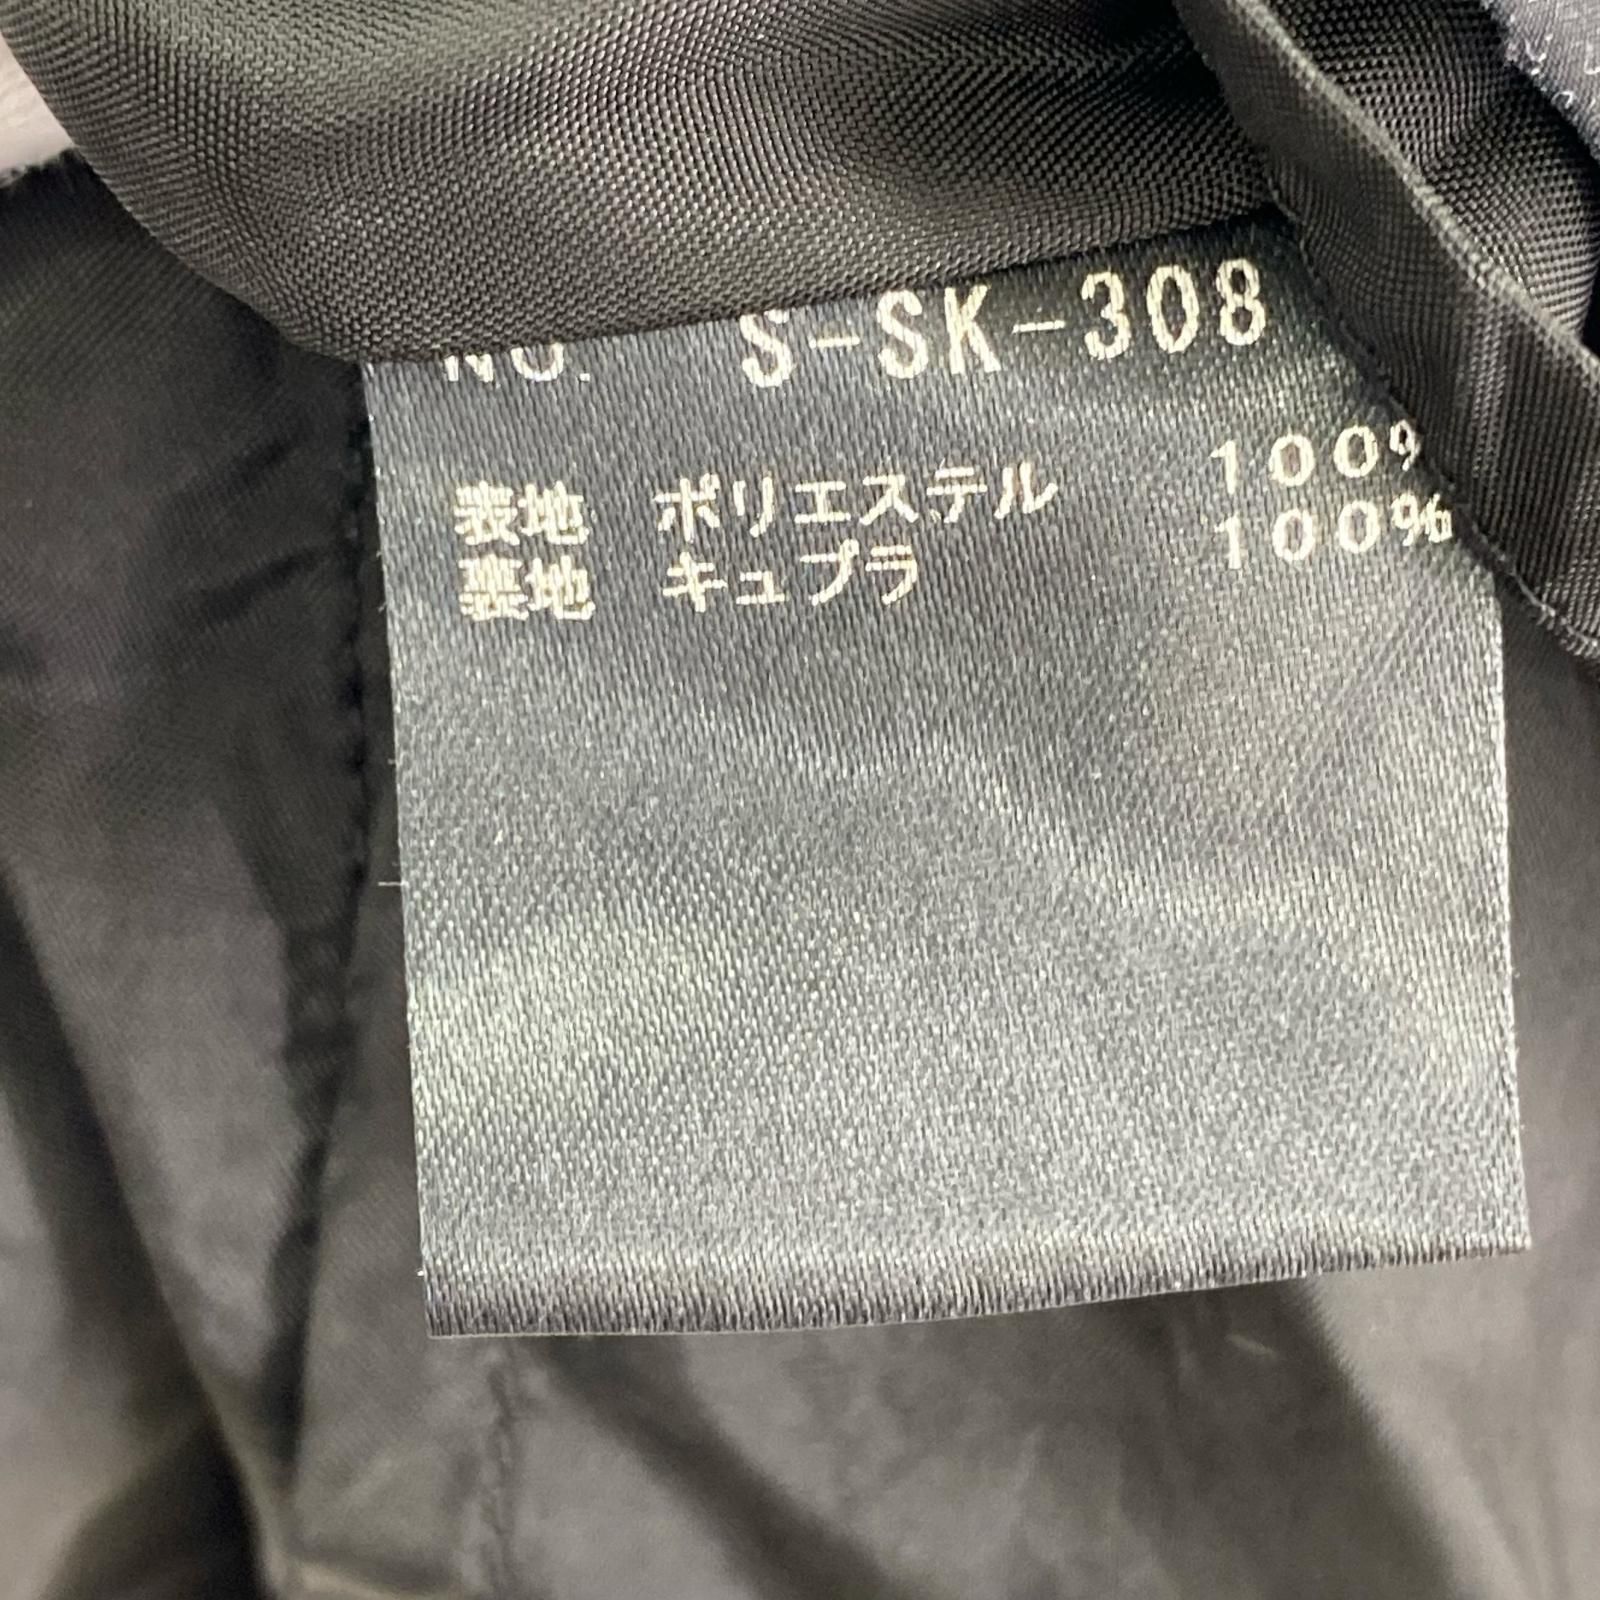 NO. S-SK-308
表地 ポリエステル 100%
裏地 キュプラ 100%